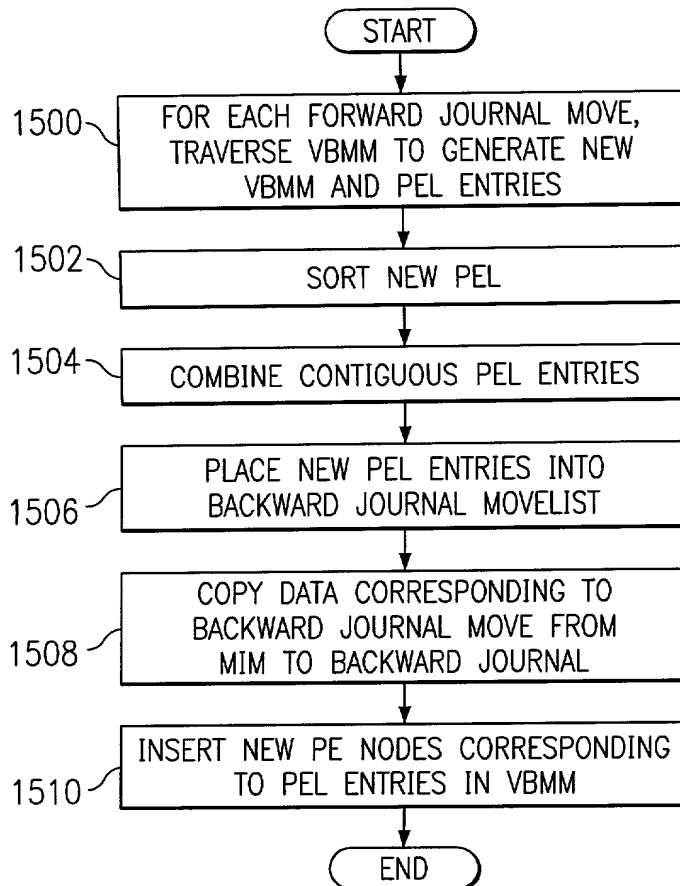 START
1500
FOR EACH FORWARD JOURNAL MOVE,
TRAVERSE VBMM TO GENERATE NEW
VBMM AND PEL ENTRIES
1502
SORT NEW PEL
1504
COMBINE CONTIGUOUS PEL ENTRIES
1506
PLACE NEW PEL ENTRIES INTO
BACKWARD JOURNAL MOVELIST
1508
COPY DATA CORRESPONDING TO
BACKWARD JOURNAL MOVE FROM
MIM TO BACKWARD JOURNAL
1510
INSERT NEW PE NODES CORRESPONDING
TO PEL ENTRIES IN VBMM
END